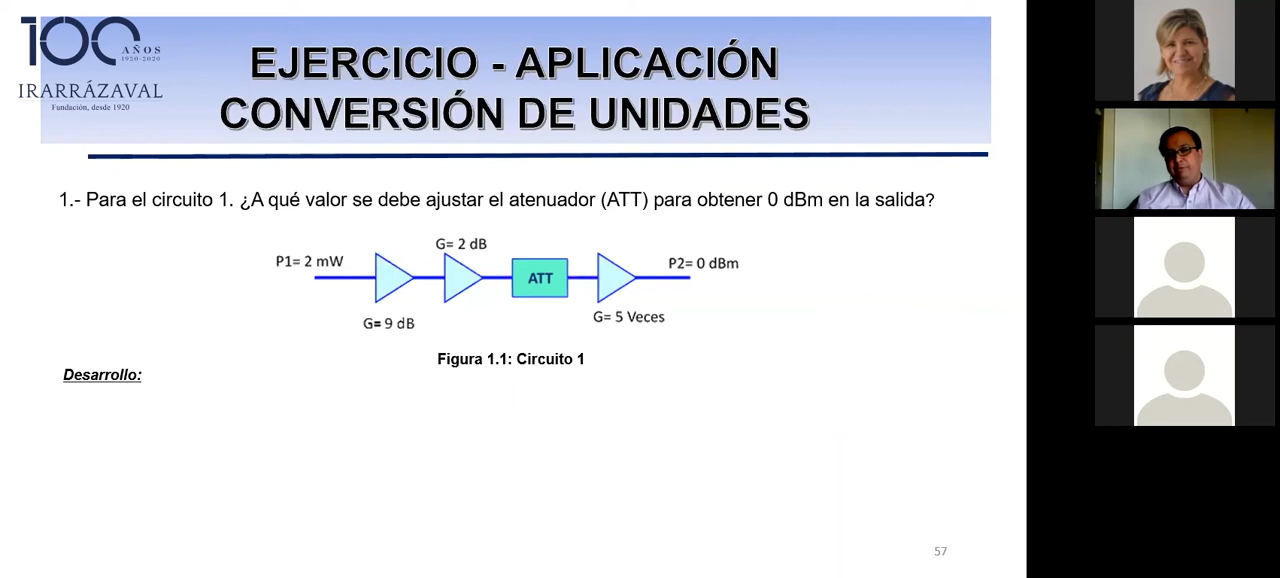 100
AÑOS
1920-2020
IRARRÁZAVAL
Fundación, desde 1920
EJERCICIO - APLICACIÓN
CONVERSIÓN DE UNIDADES
1.- Para el circuito 1. ¿A qué valor se debe ajustar el atenuador (ATT) para obtener 0 dBm en la salida?
G= 2 dB
P1= 2 mW
P2= 0 dBm
ATT
G= 9 dB
G= 5 Veces
Figura 1.1: Circuito 1
Desarrollo:
57